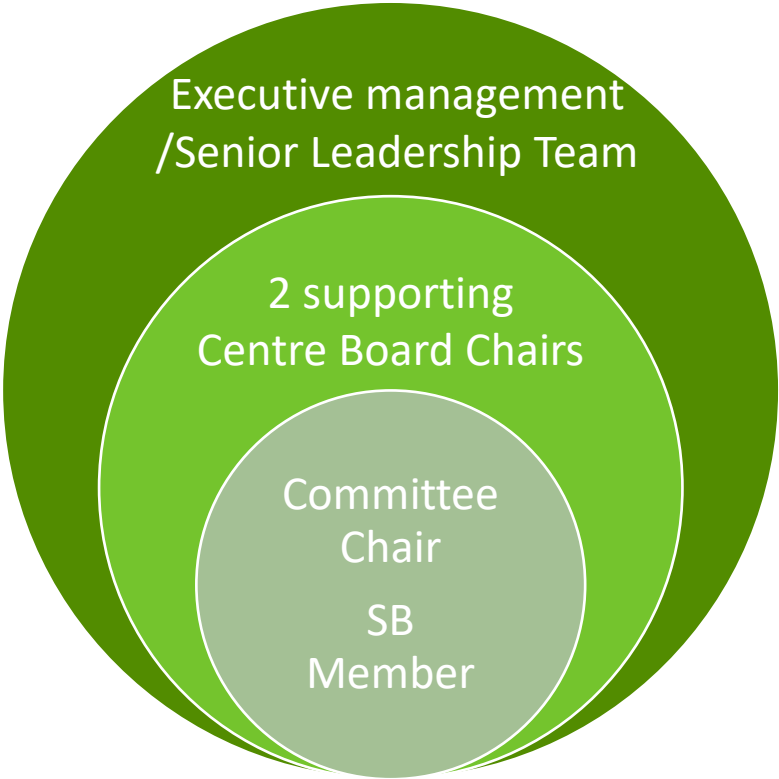 Executive management
/Senior Leadership Team
2 supporting
Centre Board Chairs
Committee
Chair
SB
Member